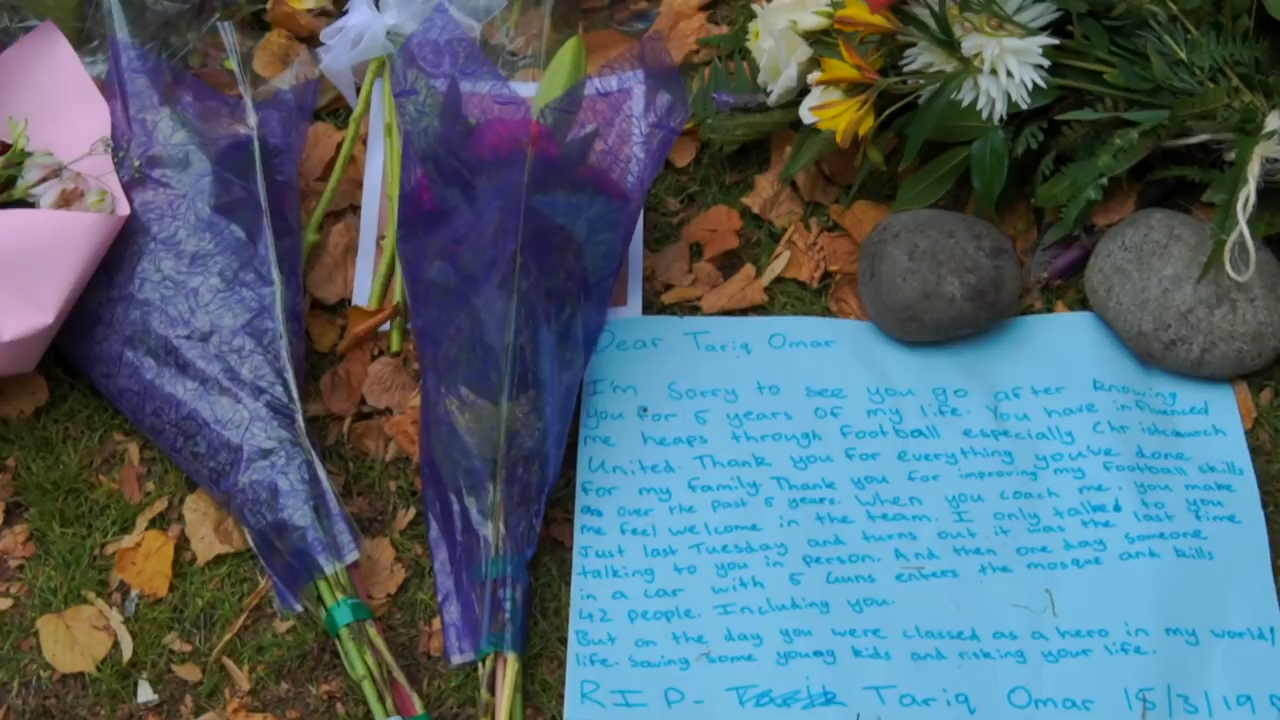 Dear Tariq Omar
I'm Sorry to see you go after knowing
you for 6 years of my life. You have influenced
me heaps through Football especially Christchurch
United. Thank you for everything you've done
for my family. Thank you for improving my Football skills
over the past 6 years. When you coach me, you make
me feel welcome in the team. I only talked to you
Just last Tuesday and turns out it was the last time
talking to you in person. And then one day someone
in a car with 6 Guns enters the mosque and kills
42 people. Including you.
But on the day you were classed as a hero in my world/
life. Saving some young kids and risking your life.
RIP- Tariq Omar 15/3/19